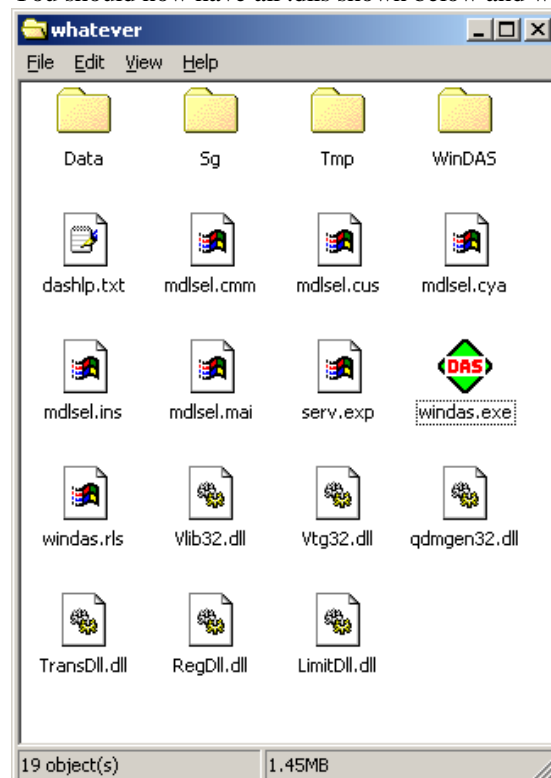 You should now have all .dlls shown below and w
whatever
File Edit View Help
Data Sg Tmp WinDAS
dashlp.txt mdlsel.cmm mdlsel.cus mdlsel.cya
DAS
mdlsel.ins mdlsel.mai serv.exp windas.exe
windas.rls Vlib32.dll Vtg32.dll qdmgen32.dll
TransDll.dll RegDll.dll LimitDll.dll
19 object(s) 1.45MB